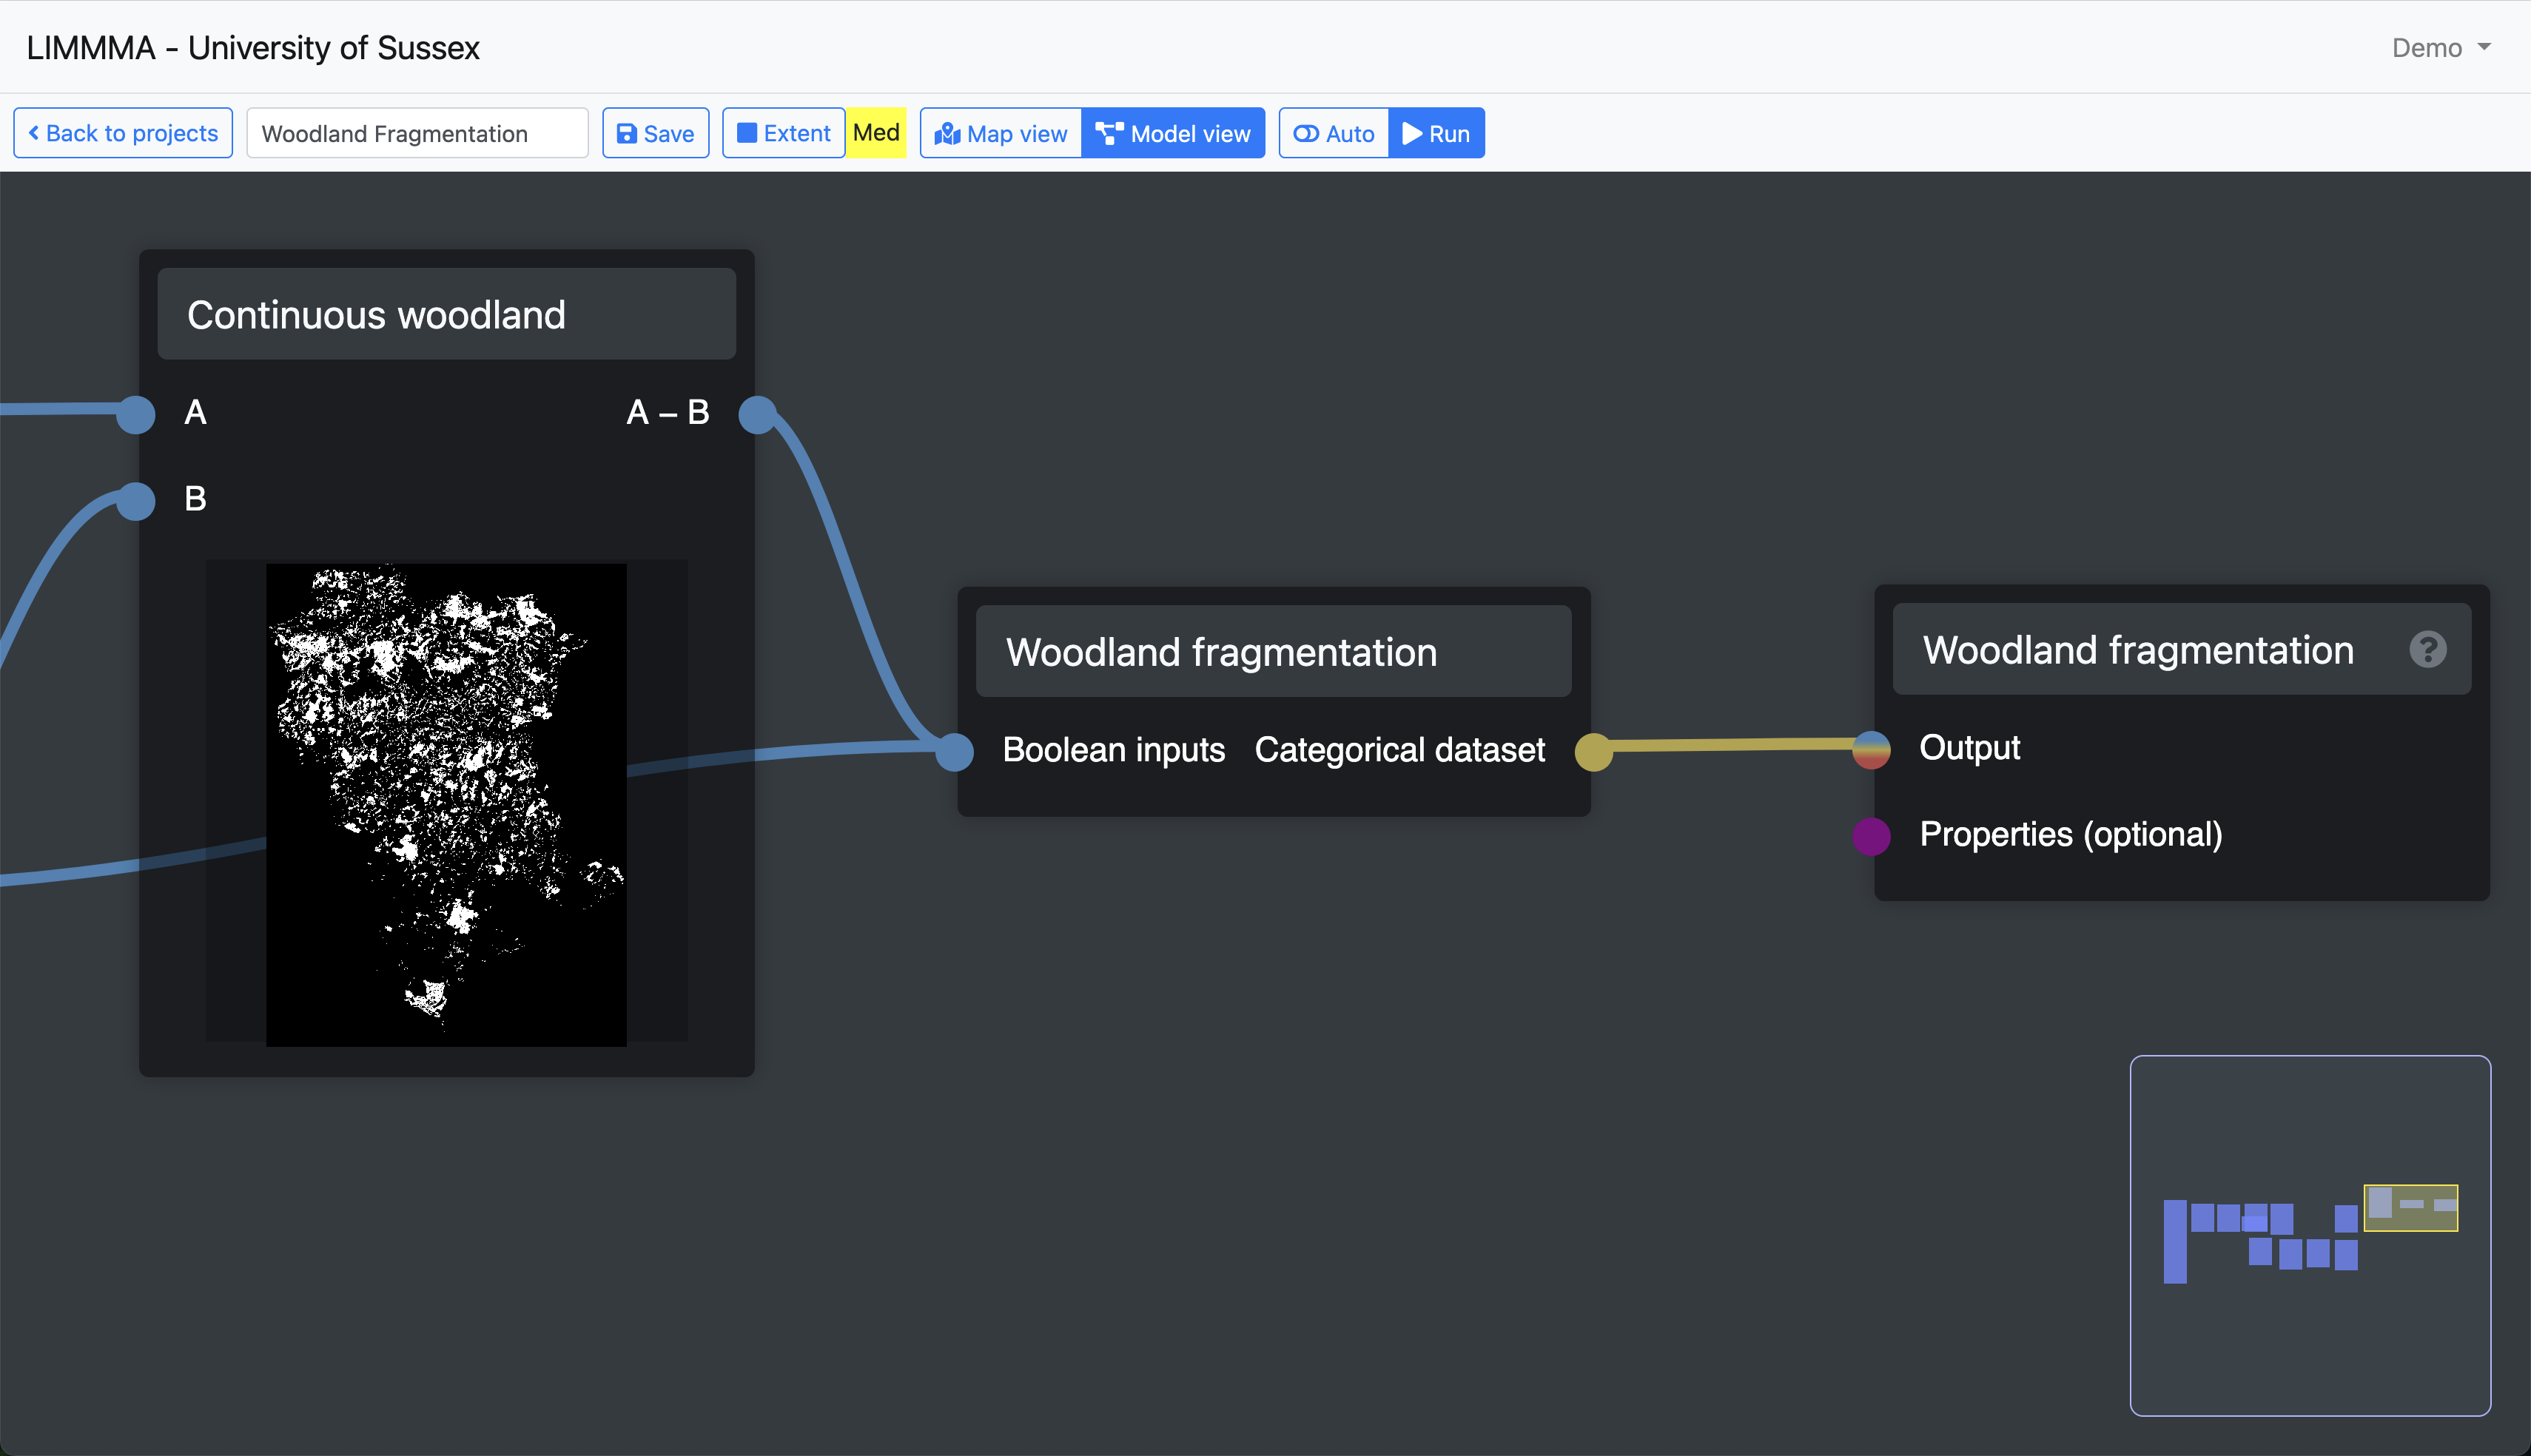 LIMMMA - University of Sussex
Demo
Back to projects
Woodland Fragmentation
Save
Extent
Med
Map view
Model view
Auto
Run
Continuous woodland
A
A – B
B
Woodland fragmentation
Boolean inputs
Categorical dataset
Woodland fragmentation
?
Output
Properties (optional)